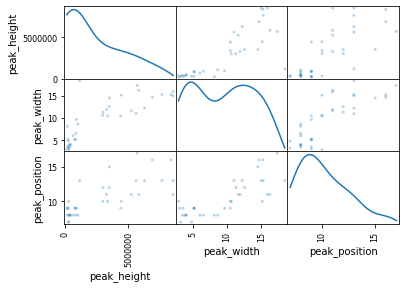 peak_height
5000000
0
peak_width
15
10
5
peak_position
15
10
0
5000000
5
10
15
10
15
peak_height
peak_width
peak_position